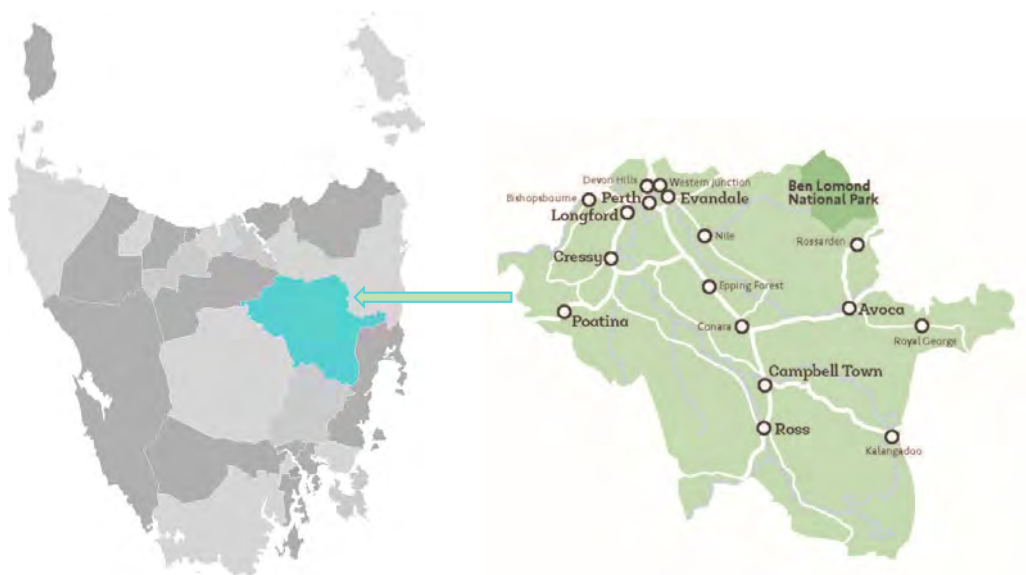 Devon Hills
Western Junction
Bishopsbourne
Perth
Evandale
Longford
Ben Lomond
National Park
Nile
Rossarden
Cressy
Epping Forest
Poatina
Avoca
Conara
Royal George
Campbell Town
Ross
Kalangadoo